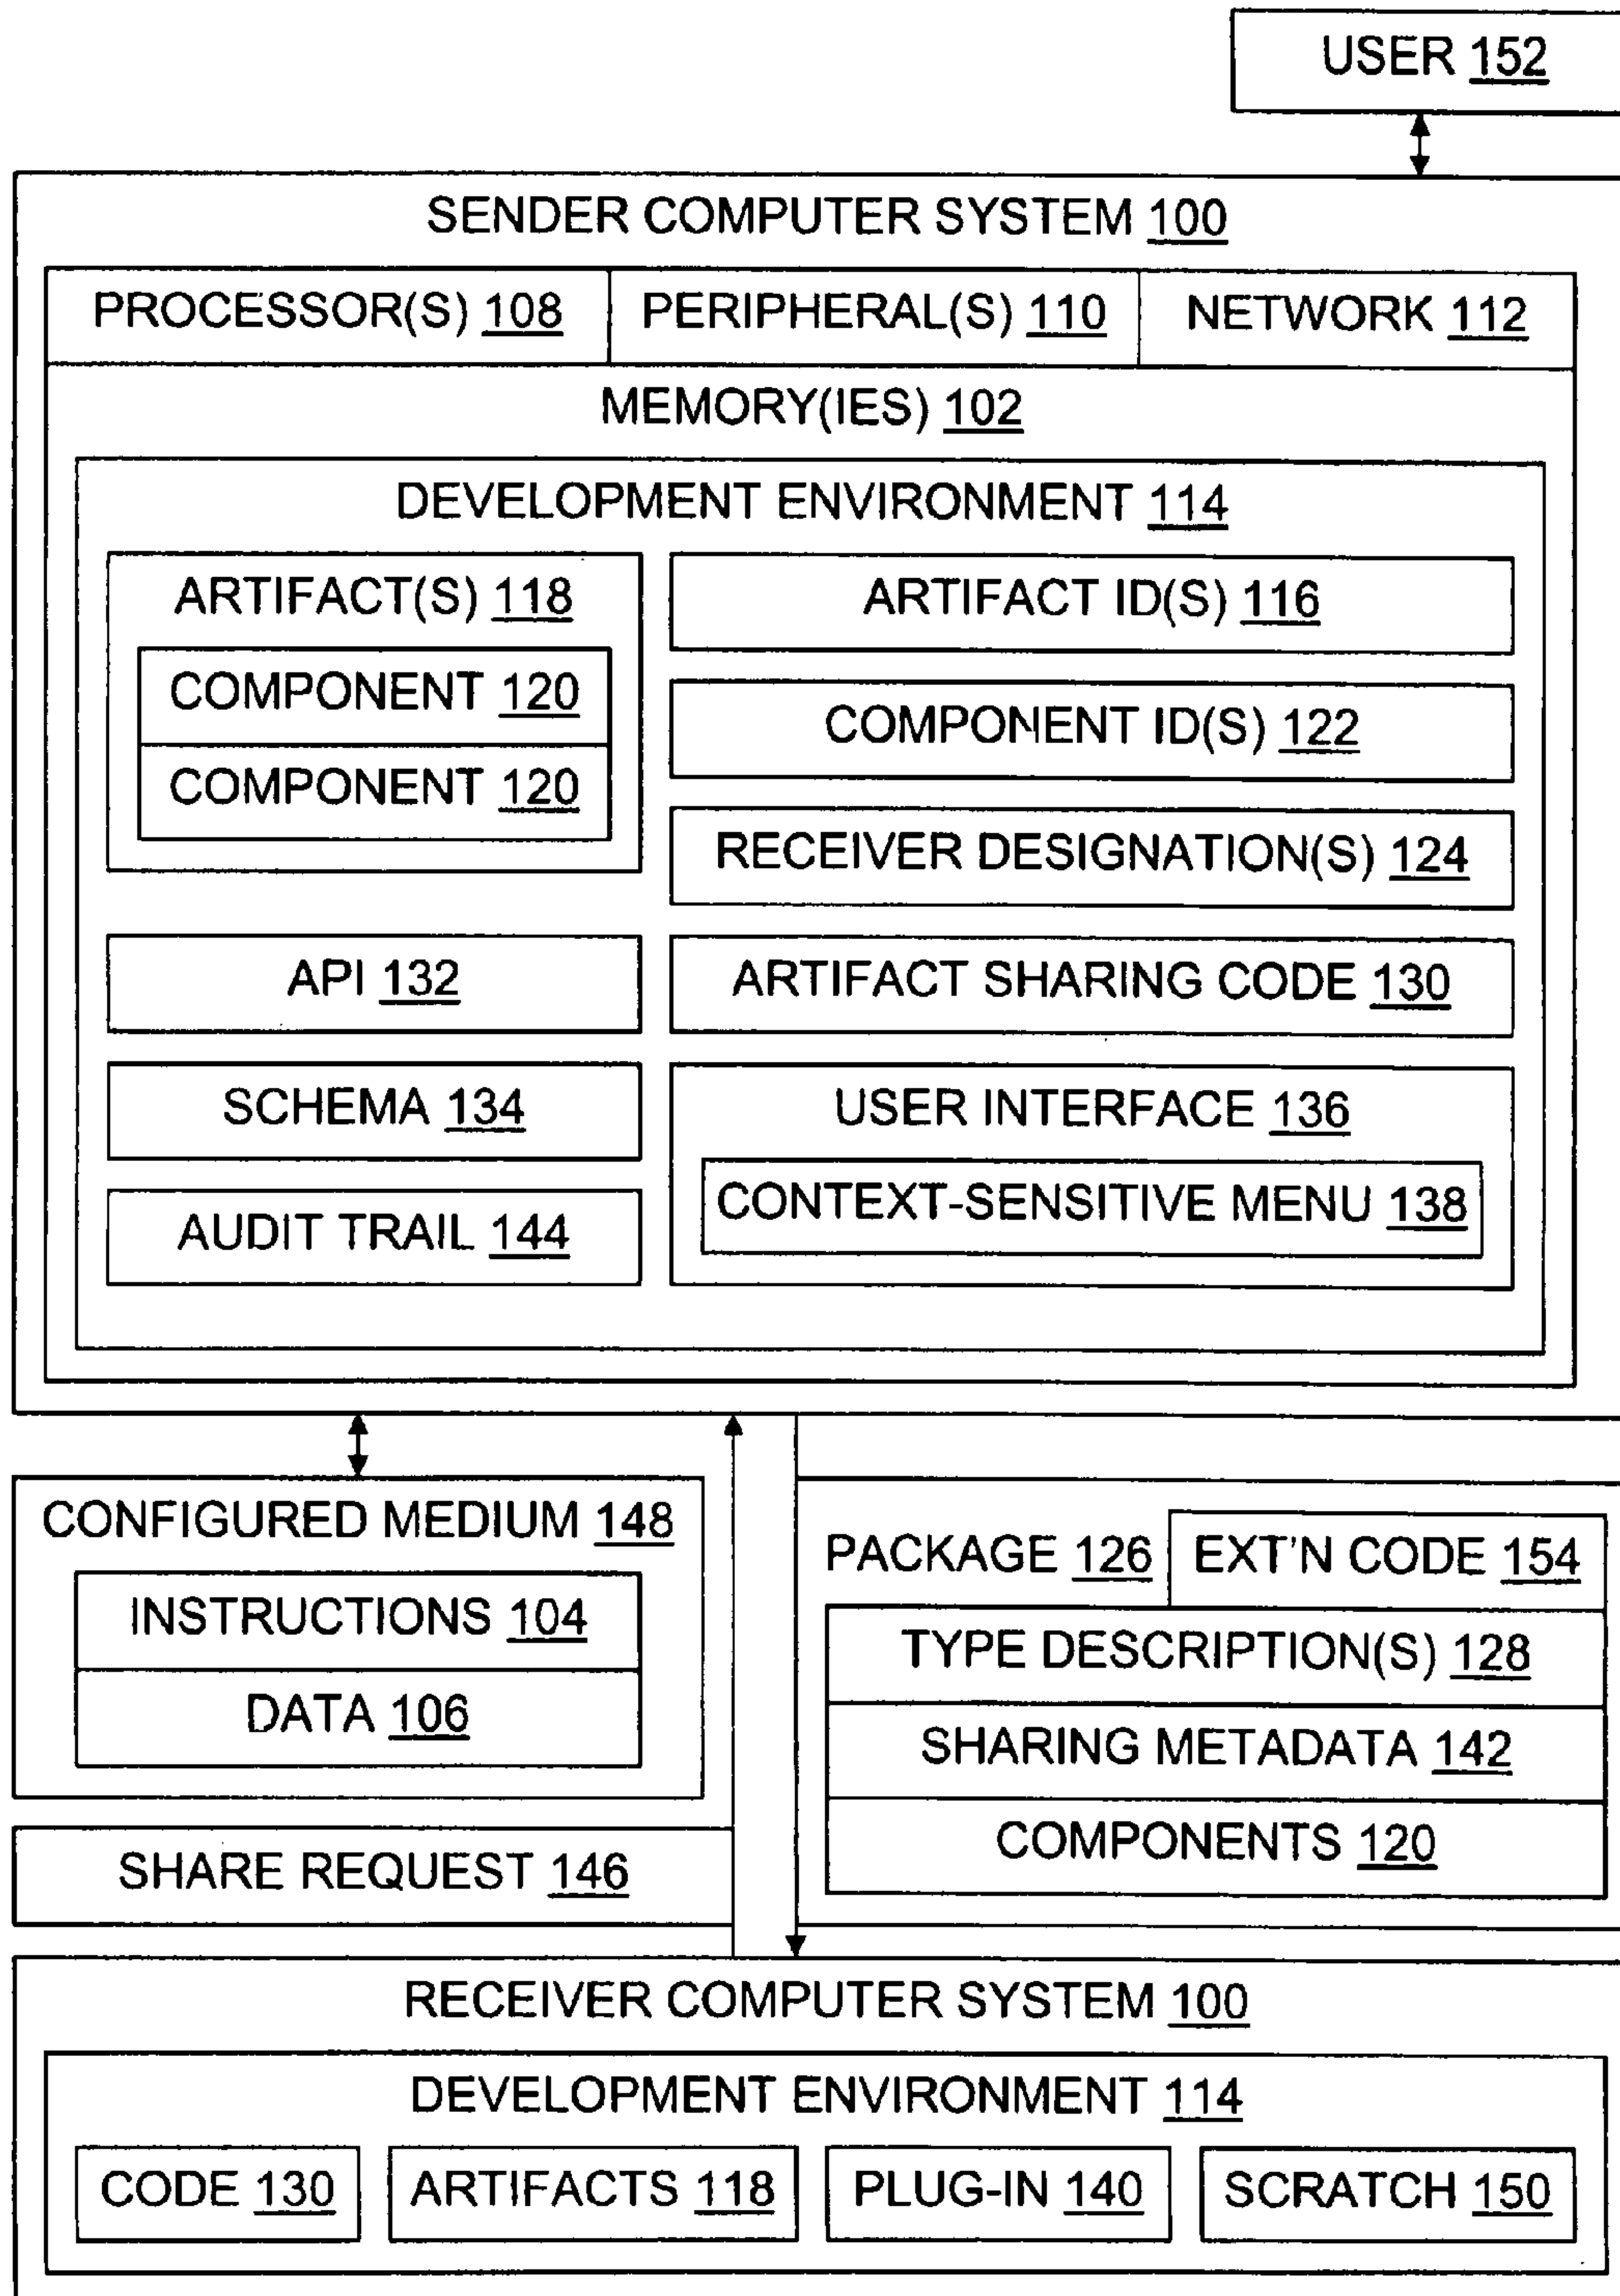 USER 152
SENDER COMPUTER SYSTEM 100
PROCESSOR(S) 108
PERIPHERAL(S) 110
NETWORK 112
MEMORY(IES) 102
DEVELOPMENT ENVIRONMENT 114
ARTIFACT(S) 118
COMPONENT 120
COMPONENT 120
ARTIFACT ID(S) 116
COMPONENT ID(S) 122
RECEIVER DESIGNATION(S) 124
API 132
ARTIFACT SHARING CODE 130
SCHEMA 134
USER INTERFACE 136
CONTEXT-SENSITIVE MENU 138
AUDIT TRAIL 144
CONFIGURED MEDIUM 148
INSTRUCTIONS 104
DATA 106
PACKAGE 126
EXT'N CODE 154
TYPE DESCRIPTION(S) 128
SHARING METADATA 142
COMPONENTS 120
SHARE REQUEST 146
RECEIVER COMPUTER SYSTEM 100
DEVELOPMENT ENVIRONMENT 114
CODE 130
ARTIFACTS 118
PLUG-IN 140
SCRATCH 150